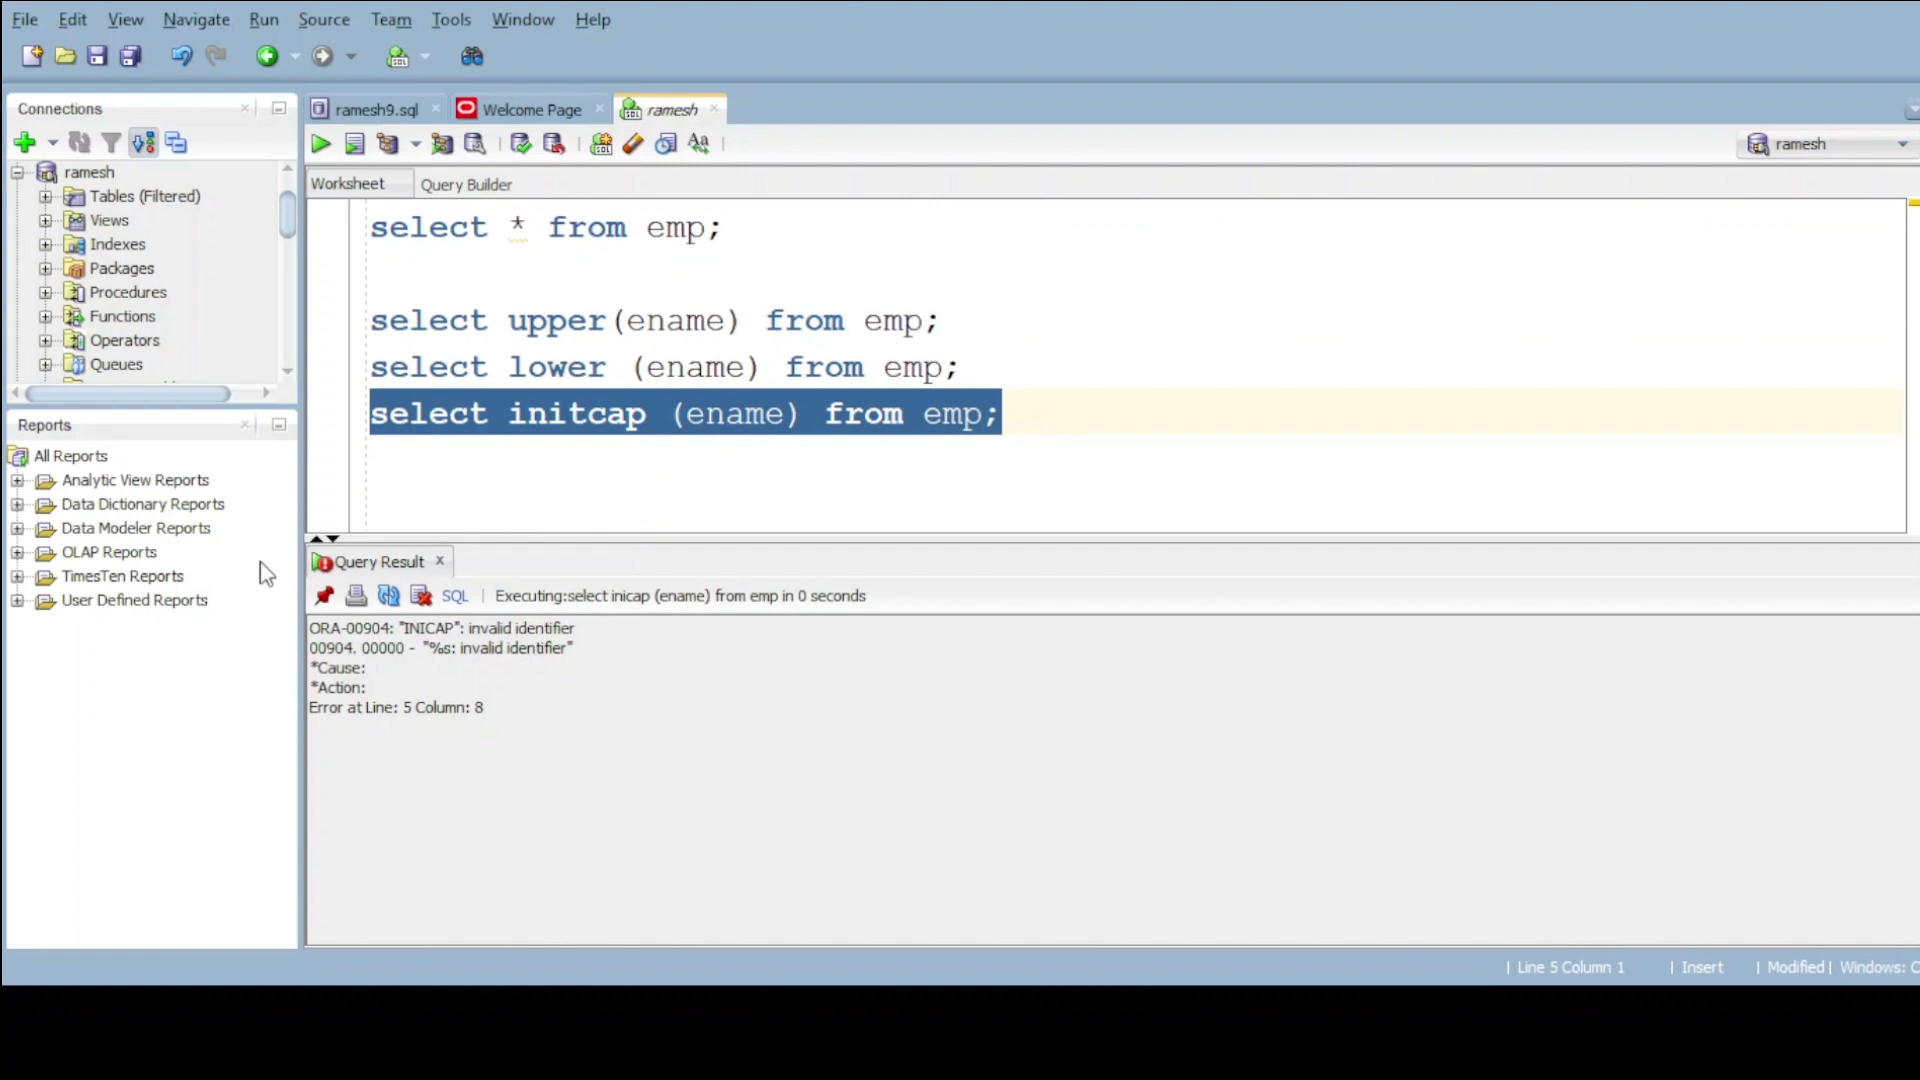 File Edit View Navigate Run Source Team Tools Window Help
Connections
ramesh
Tables (Filtered)
Views
Indexes
Packages
Procedures
Functions
Operators
Queues
Reports
All Reports
Analytic View Reports
Data Dictionary Reports
Data Modeler Reports
OLAP Reports
TimesTen Reports
User Defined Reports
ramesh9.sql Welcome Page ramesh
ramesh
Worksheet Query Builder
select * from emp;
select upper(ename) from emp;
select lower (ename) from emp;
select initcap (ename) from emp;
Query Result
SQL | Executing:select inicap (ename) from emp in 0 seconds
ORA-00904: "INICAP": invalid identifier
00904. 00000 - "%s: invalid identifier"
*Cause:
*Action:
Error at Line: 5 Column: 8
| Line 5 Column 1 | Insert | Modified | Windows: C